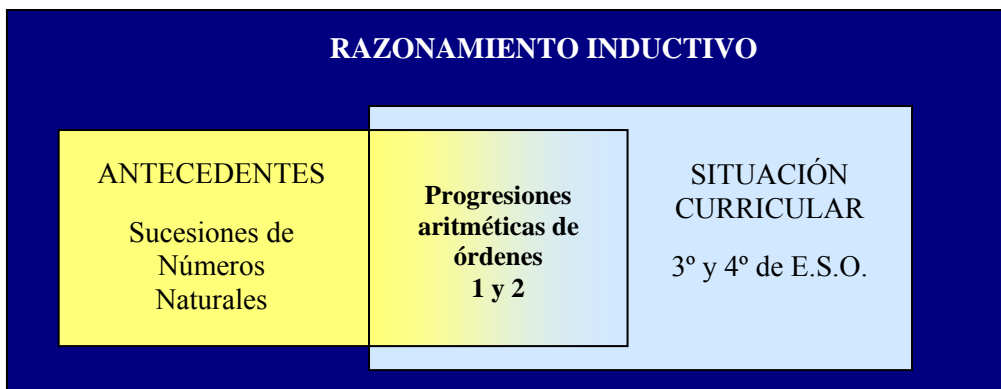 RAZONAMIENTO INDUCTIVO
ANTECEDENTES
Sucesiones de
Números
Naturales
Progresiones
aritméticas de
órdenes
1 y 2
SITUACIÓN
CURRICULAR
3º y 4º de E.S.O.